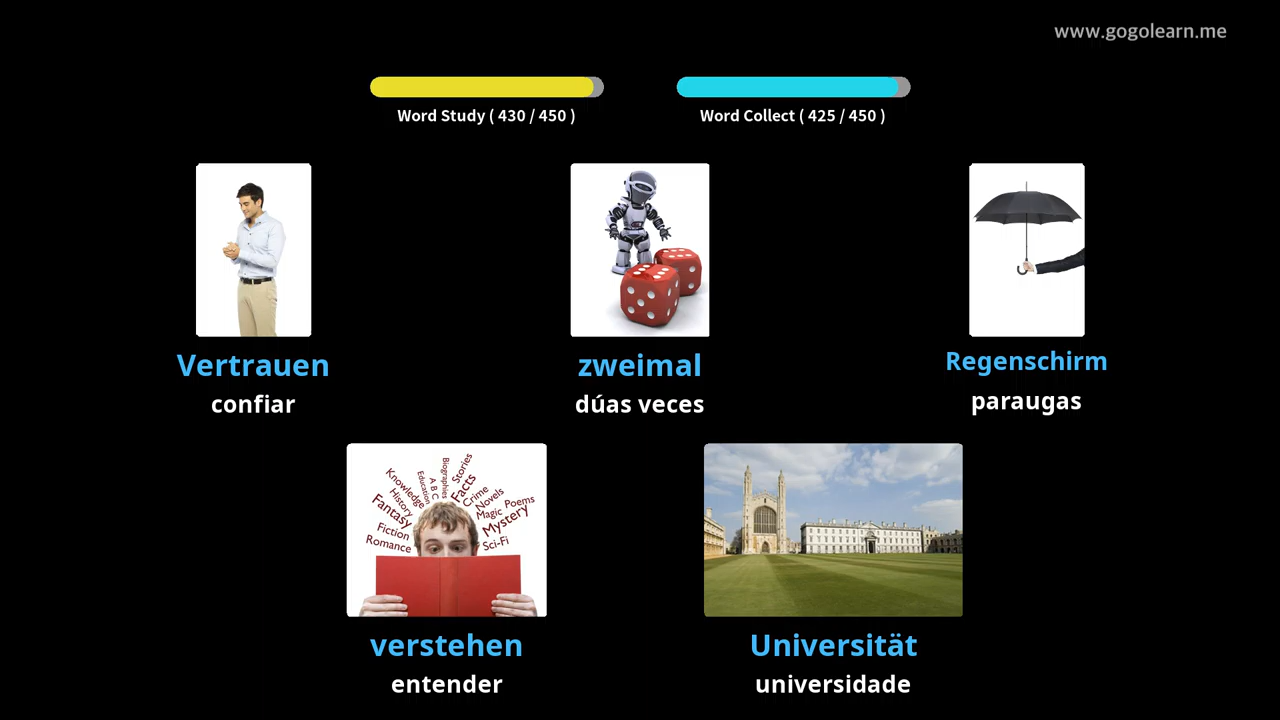 www.gogolearn.me
Word Study ( 430 / 450 )
Word Collect ( 425 / 450 )
Vertrauen
confiar
zweimal
dúas veces
Regenschirm
paraugas
Knowledge
History
Fantasy
Fiction
Romance
Education
A B C
Biographies
Stories
Facts
Crime
Novels
Magic
Poems
Mystery
Sci-Fi
verstehen
entender
Universität
universidade